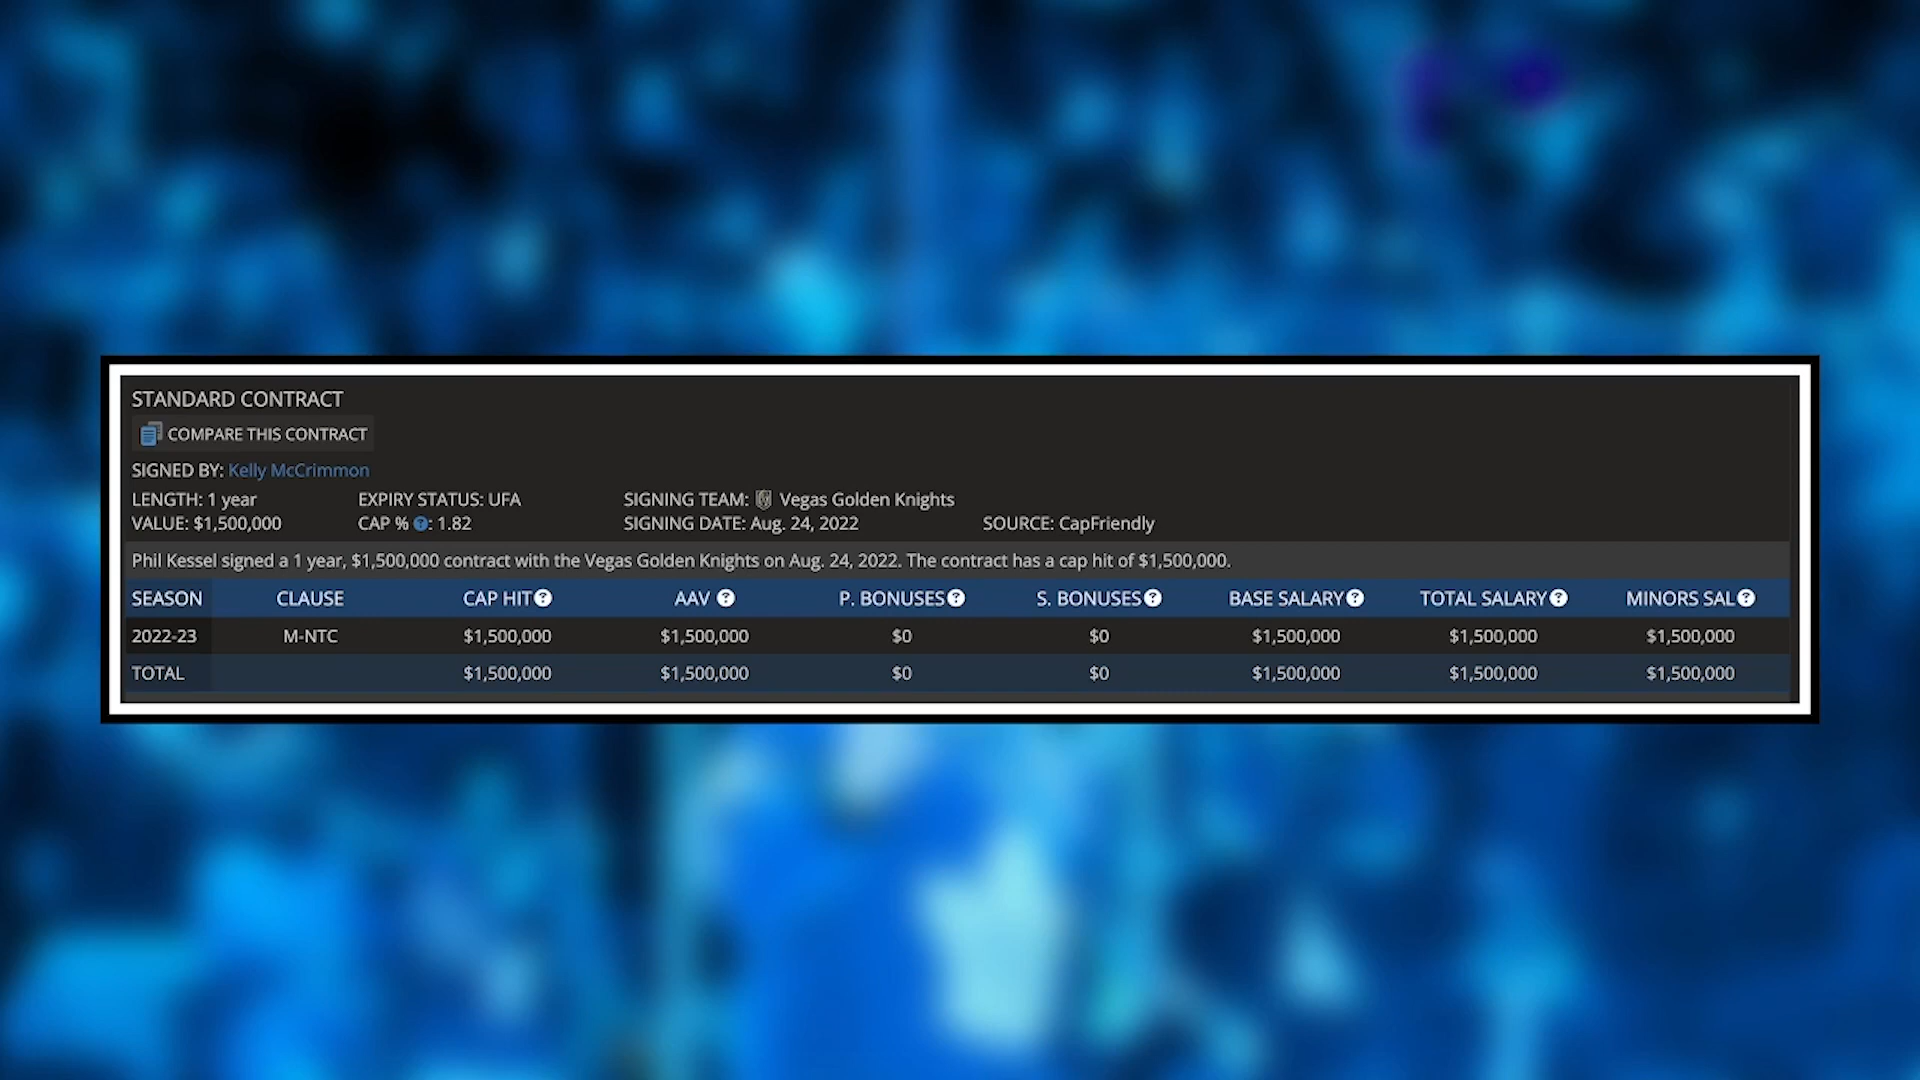 STANDARD CONTRACT
COMPARE THIS CONTRACT
SIGNED BY: Kelly McCrimmon
LENGTH: 1 year EXPIRY STATUS: UFA SIGNING TEAM: Vegas Golden Knights
VALUE: $1,500,000 CAP % ?: 1.82 SIGNING DATE: Aug. 24, 2022 SOURCE: CapFriendly
Phil Kessel signed a 1 year, $1,500,000 contract with the Vegas Golden Knights on Aug. 24, 2022. The contract has a cap hit of $1,500,000.
SEASON CLAUSE CAP HIT ? AAV ? P. BONUSES ? S. BONUSES ? BASE SALARY ? TOTAL SALARY ? MINORS SAL ?
2022-23 M-NTC $1,500,000 $1,500,000 $0 $0 $1,500,000 $1,500,000 $1,500,000
TOTAL $1,500,000 $1,500,000 $0 $0 $1,500,000 $1,500,000 $1,500,000